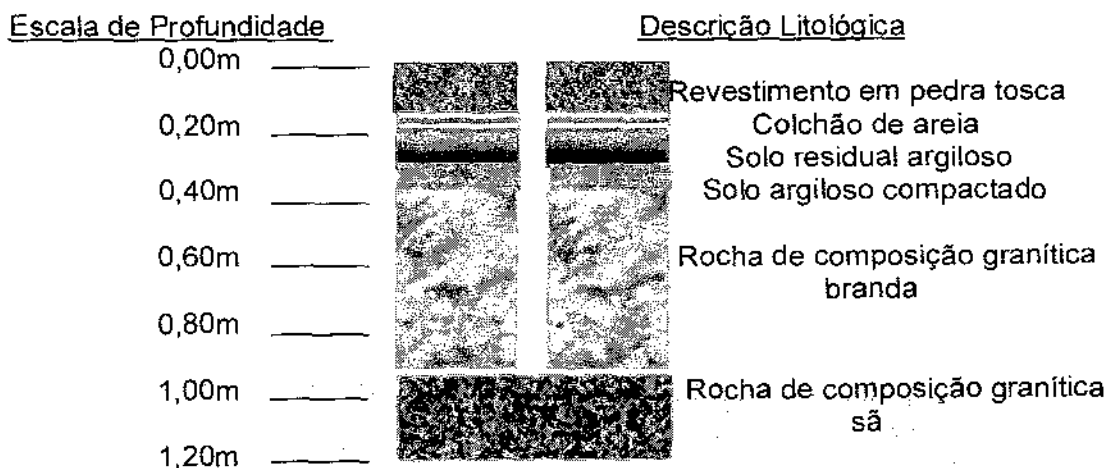 Escala de Profundidade
Descrição Litológica
0,00m
Revestimento em pedra tosca
0,20m
Colchão de areia
Solo residual argiloso
0,40m
Solo argiloso compactado
0,60m
Rocha de composição granítica
branda
0,80m
1,00m
Rocha de composição granítica
sã
1,20m